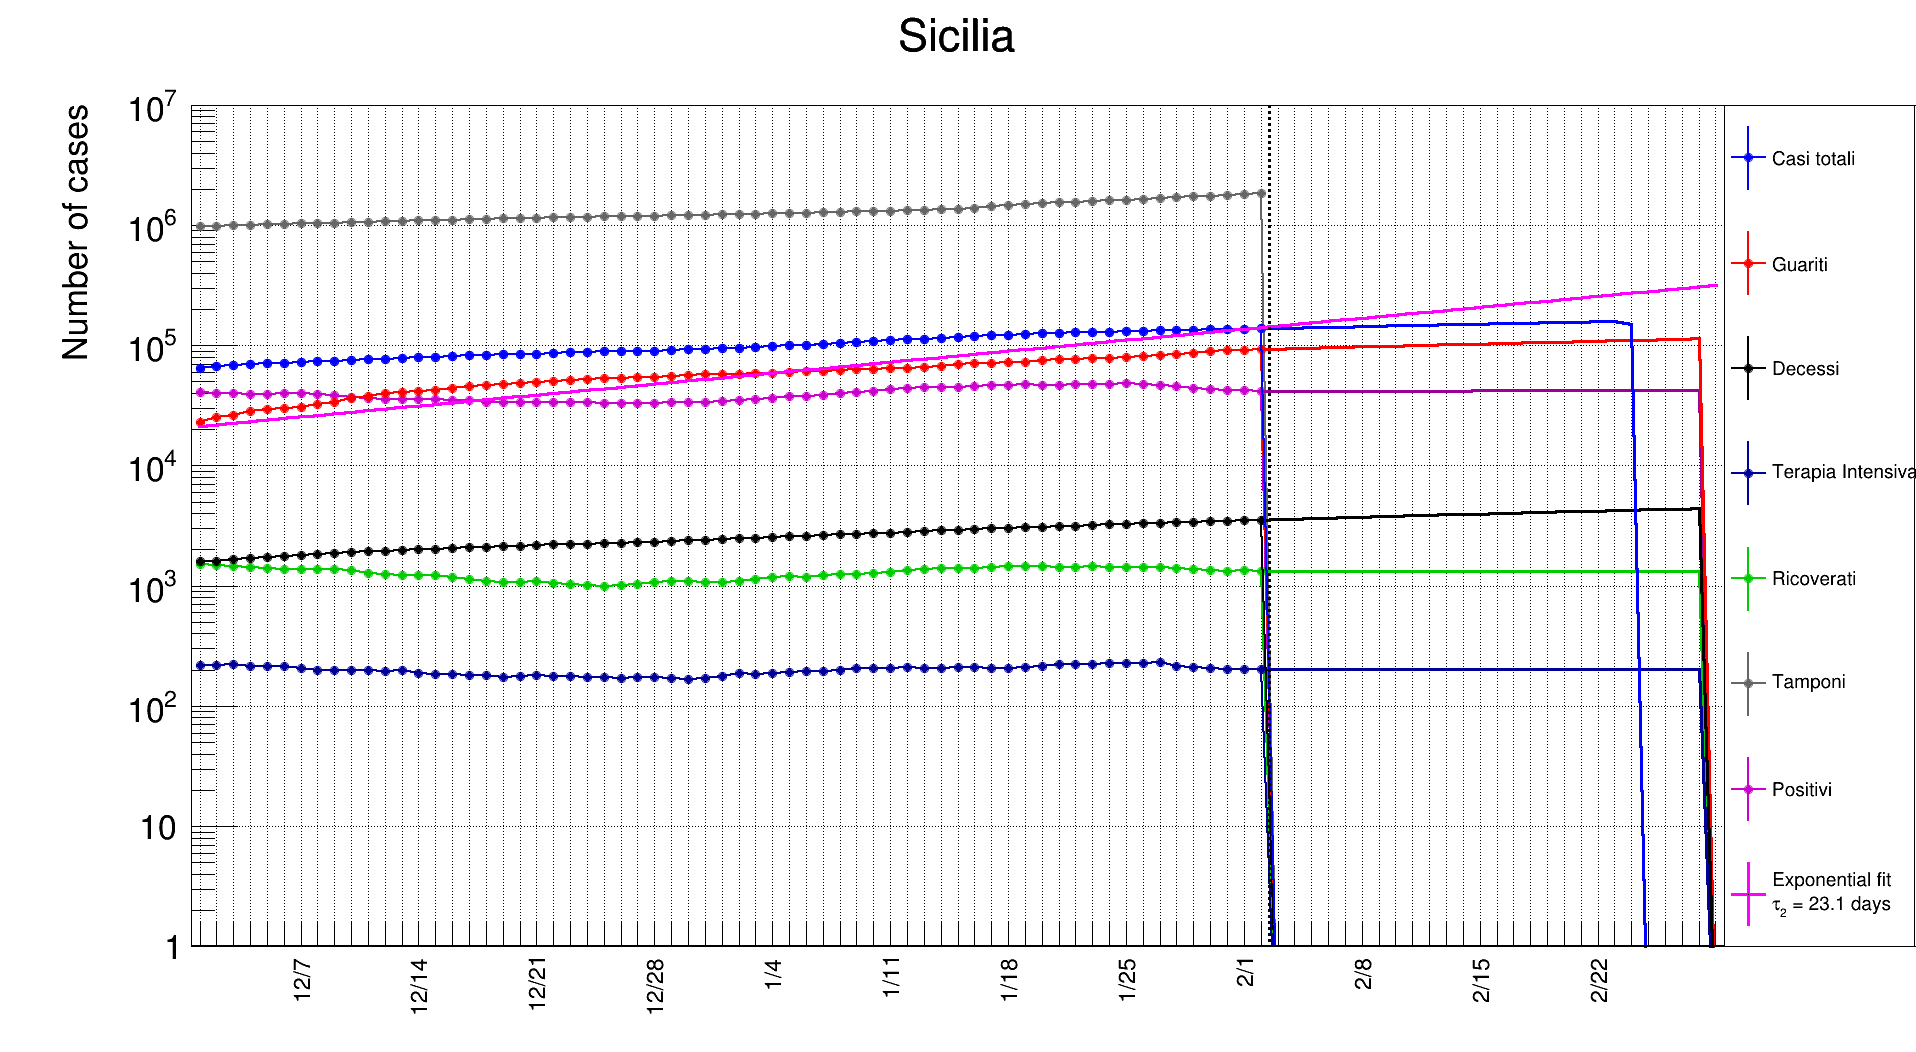 Sicilia
Number of cases
10^7
10^6
10^5
10^4
10^3
10^2
10
1
12/7
12/14
12/21
12/28
1/4
1/11
1/18
1/25
2/1
2/8
2/15
2/22
Casi totali
Guariti
Decessi
Terapia Intensiva
Ricoverati
Tamponi
Positivi
Exponential fit
τ₂ = 23.1 days